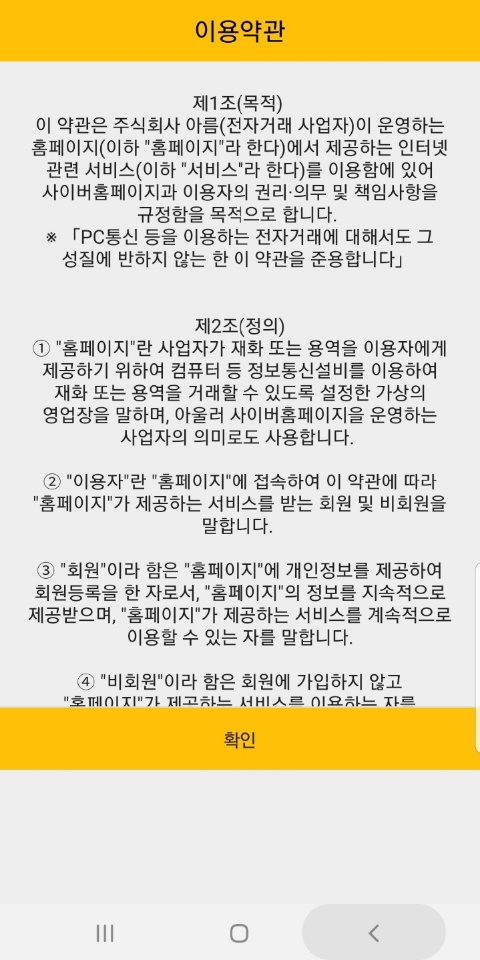 이용약관
제1조(목적)
이 약관은 주식회사 아름(전자거래 사업자)이 운영하는
홈페이지(이하 "홈페이지"라 한다)에서 제공하는 인터넷
관련 서비스(이하 "서비스"라 한다)를 이용함에 있어
사이버홈페이지과 이용자의 권리·의무 및 책임사항을
규정함을 목적으로 합니다.
※ 「PC통신 등을 이용하는 전자거래에 대해서도 그
성질에 반하지 않는 한 이 약관을 준용합니다」
제2조(정의)
① "홈페이지"란 사업자가 재화 또는 용역을 이용자에게
제공하기 위하여 컴퓨터 등 정보통신설비를 이용하여
재화 또는 용역을 거래할 수 있도록 설정한 가상의
영업장을 말하며, 아울러 사이버홈페이지을 운영하는
사업자의 의미로도 사용합니다.
② "이용자"란 "홈페이지"에 접속하여 이 약관에 따라
"홈페이지"가 제공하는 서비스를 받는 회원 및 비회원을
말합니다.
③ "회원"이라 함은 "홈페이지"에 개인정보를 제공하여
회원등록을 한 자로서, "홈페이지"의 정보를 지속적으로
제공받으며, "홈페이지"가 제공하는 서비스를 계속적으로
이용할 수 있는 자를 말합니다.
④ "비회원"이라 함은 회원에 가입하지 않고
"홈페이지"가 제공하는 서비스를 이용하는 자를
확인